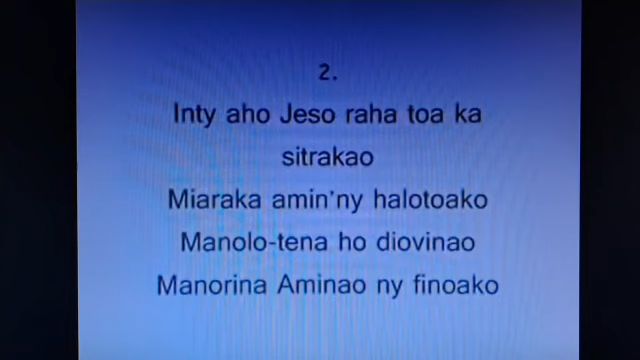 2.
Inty aho Jeso raha toa ka
sitrakao
Miaraka amin'ny halotoako
Manolo-tena ho diovinao
Manorina Aminao ny finoako